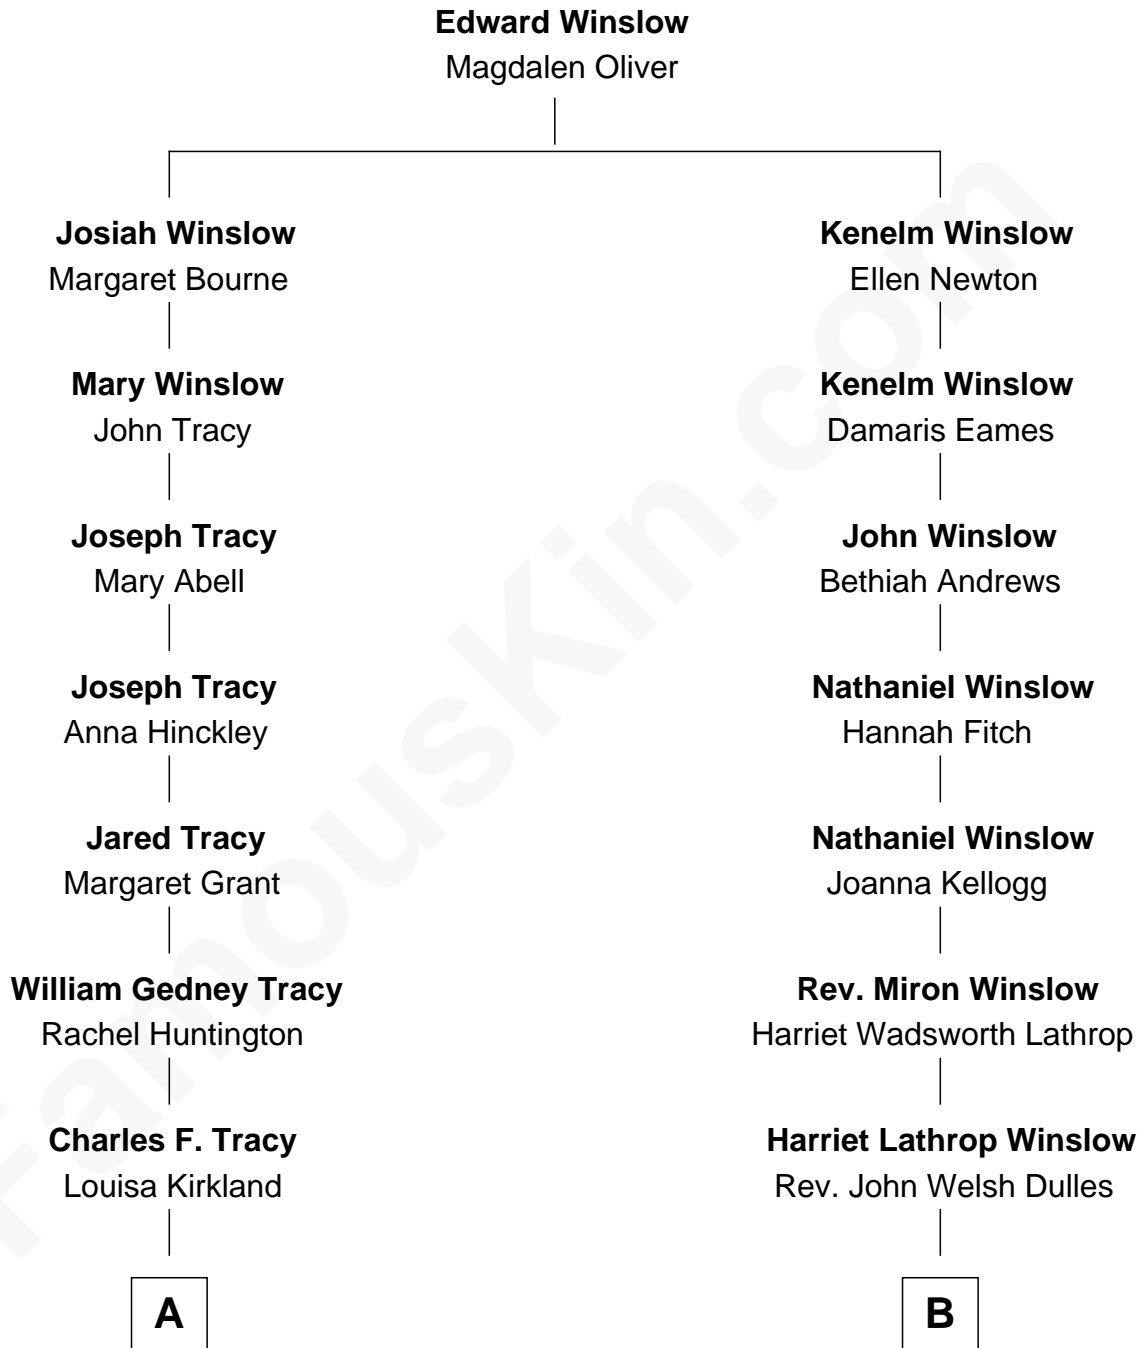 Edward Winslow
Magdalen Oliver
Josiah Winslow
Margaret Bourne
Kenelm Winslow
Ellen Newton
Mary Winslow
John Tracy
Kenelm Winslow
Damaris Eames
Joseph Tracy
Mary Abell
John Winslow
Bethiah Andrews
Joseph Tracy
Anna Hinckley
Nathaniel Winslow
Hannah Fitch
Jared Tracy
Margaret Grant
Nathaniel Winslow
Joanna Kellogg
William Gedney Tracy
Rachel Huntington
Rev. Miron Winslow
Harriet Wadsworth Lathrop
Charles F. Tracy
Louisa Kirkland
Harriet Lathrop Winslow
Rev. John Welsh Dulles
A
B
FamousKin.com